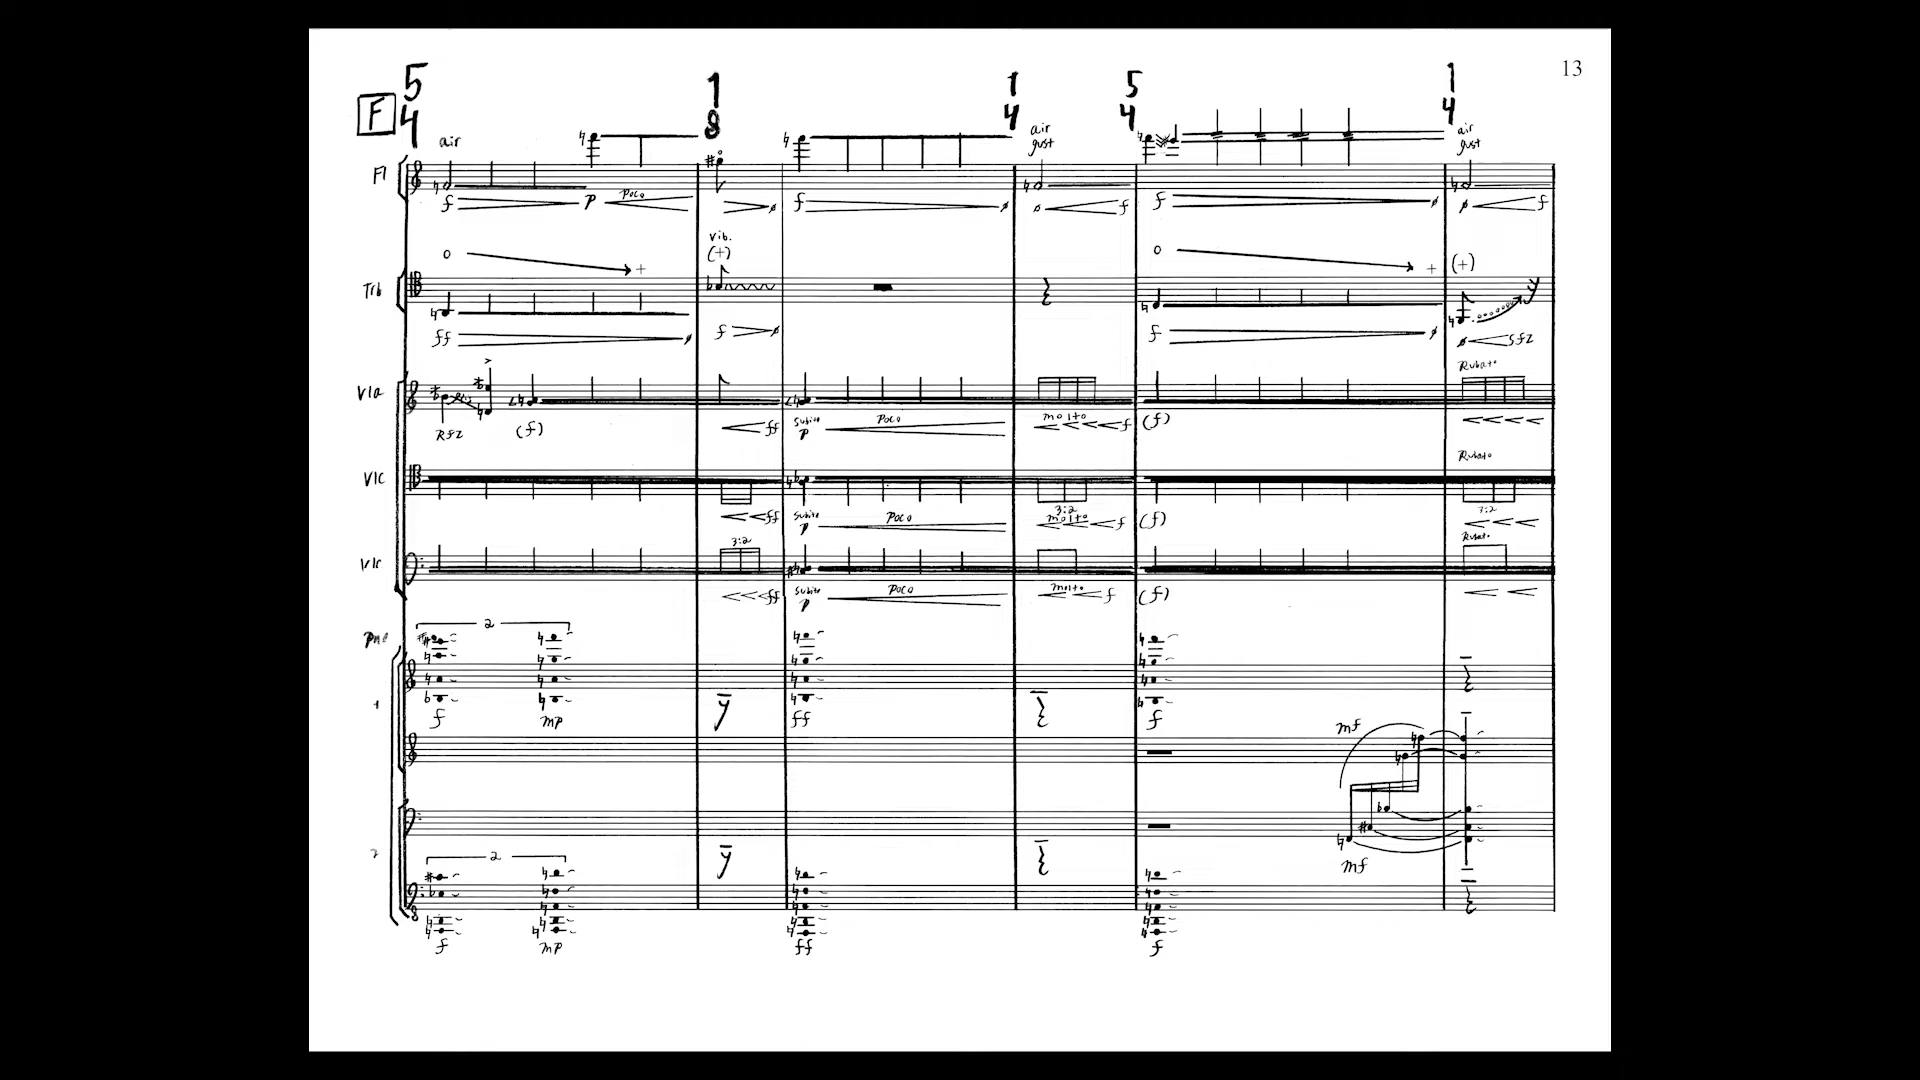 13
5 1 1 5 1
4 8 4 4 4
F
air air gust air gust
Fl
f p poco f f f f
vib.
(+) (+)
Trb
ff f f sfz
Rubato
Vla
Rfz (f) ff subito p poco molto f (f)
Rubato
Vlc
ff subito p poco 3:2 molto f (f) 3:2
Rubato
Vlc
3:2
ff subito p poco molto f (f)
2
1
f mp ff f
mf
mf
2
2
f mp ff f